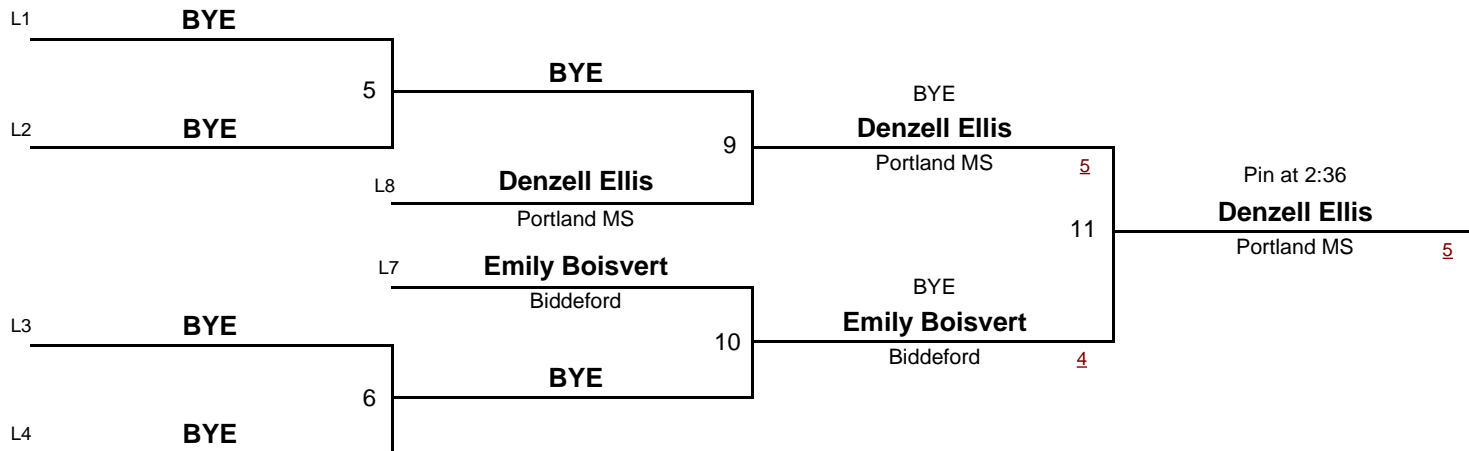 L1 BYE
5
BYE
L2 BYE
9
BYE
Denzell Ellis
Portland MS 5
L8 Denzell Ellis
Portland MS
11
Pin at 2:36
Denzell Ellis
Portland MS 5
L7 Emily Boisvert
Biddeford
10
BYE
Emily Boisvert
Biddeford 4
L3 BYE
6
BYE
L4 BYE